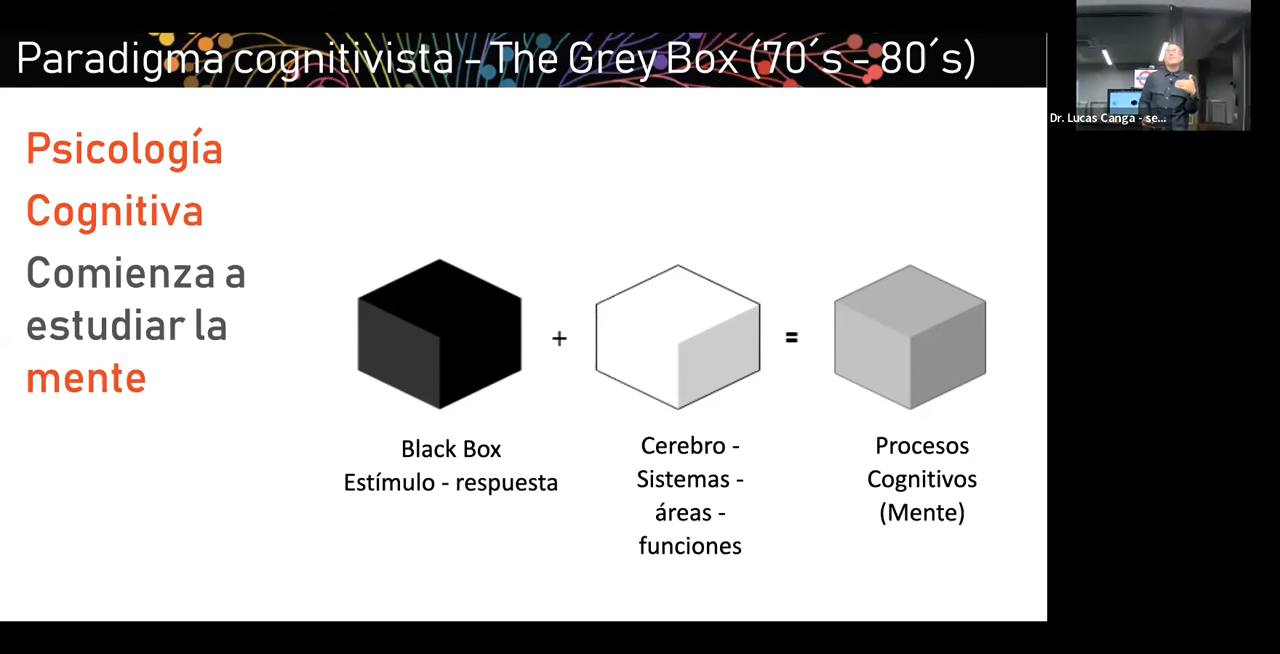 Paradigma cognitivista - The Grey Box (70´s - 80´s)
Dr. Lucas Canga - se...
Psicología
Cognitiva
Comienza a
estudiar la
mente
+
=
Black Box
Estímulo - respuesta
Cerebro -
Sistemas -
áreas -
funciones
Procesos
Cognitivos
(Mente)